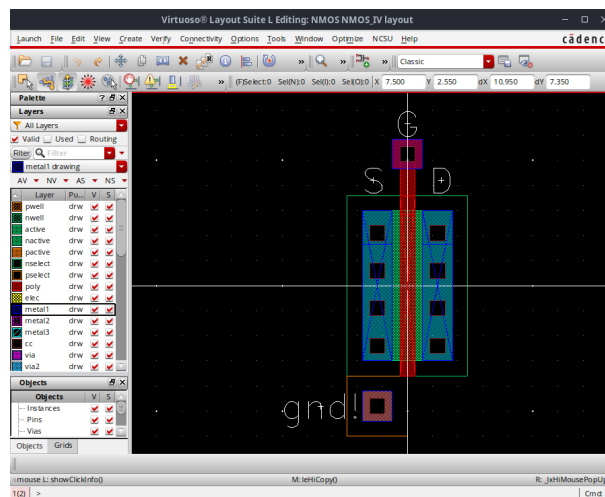 Virtuoso® Layout Suite L Editing: NMOS NMOS_IV layout
Launch File Edit View Create Verify Connectivity Options Tools Window Optimize NCSU Help
cādence
» » » Classic
» (F)Select:0 Sel(N):0 Sel(I):0 Sel(O):0 X 7.500 Y 2.550 dX 10.950 dY 7.350
Palette
Layers
All Layers
Valid Used Routing
Filter Filter
metal1 drawing
AV NV AS NS
Layer Pu... V S
pwell drw
nwell drw
active drw
nactive drw
pactive drw
nselect drw
pselect drw
poly drw
elec drw
metal1 drw
metal2 drw
metal3 drw
cc drw
via drw
via2 drw
Objects
Objects V S
Instances
Pins
Vias
Objects Grids
G
S D
gnd!
mouse L: showClickInfo() M: leHiCopy() R: _lxHiMousePopUp
1(2) > Cmd: